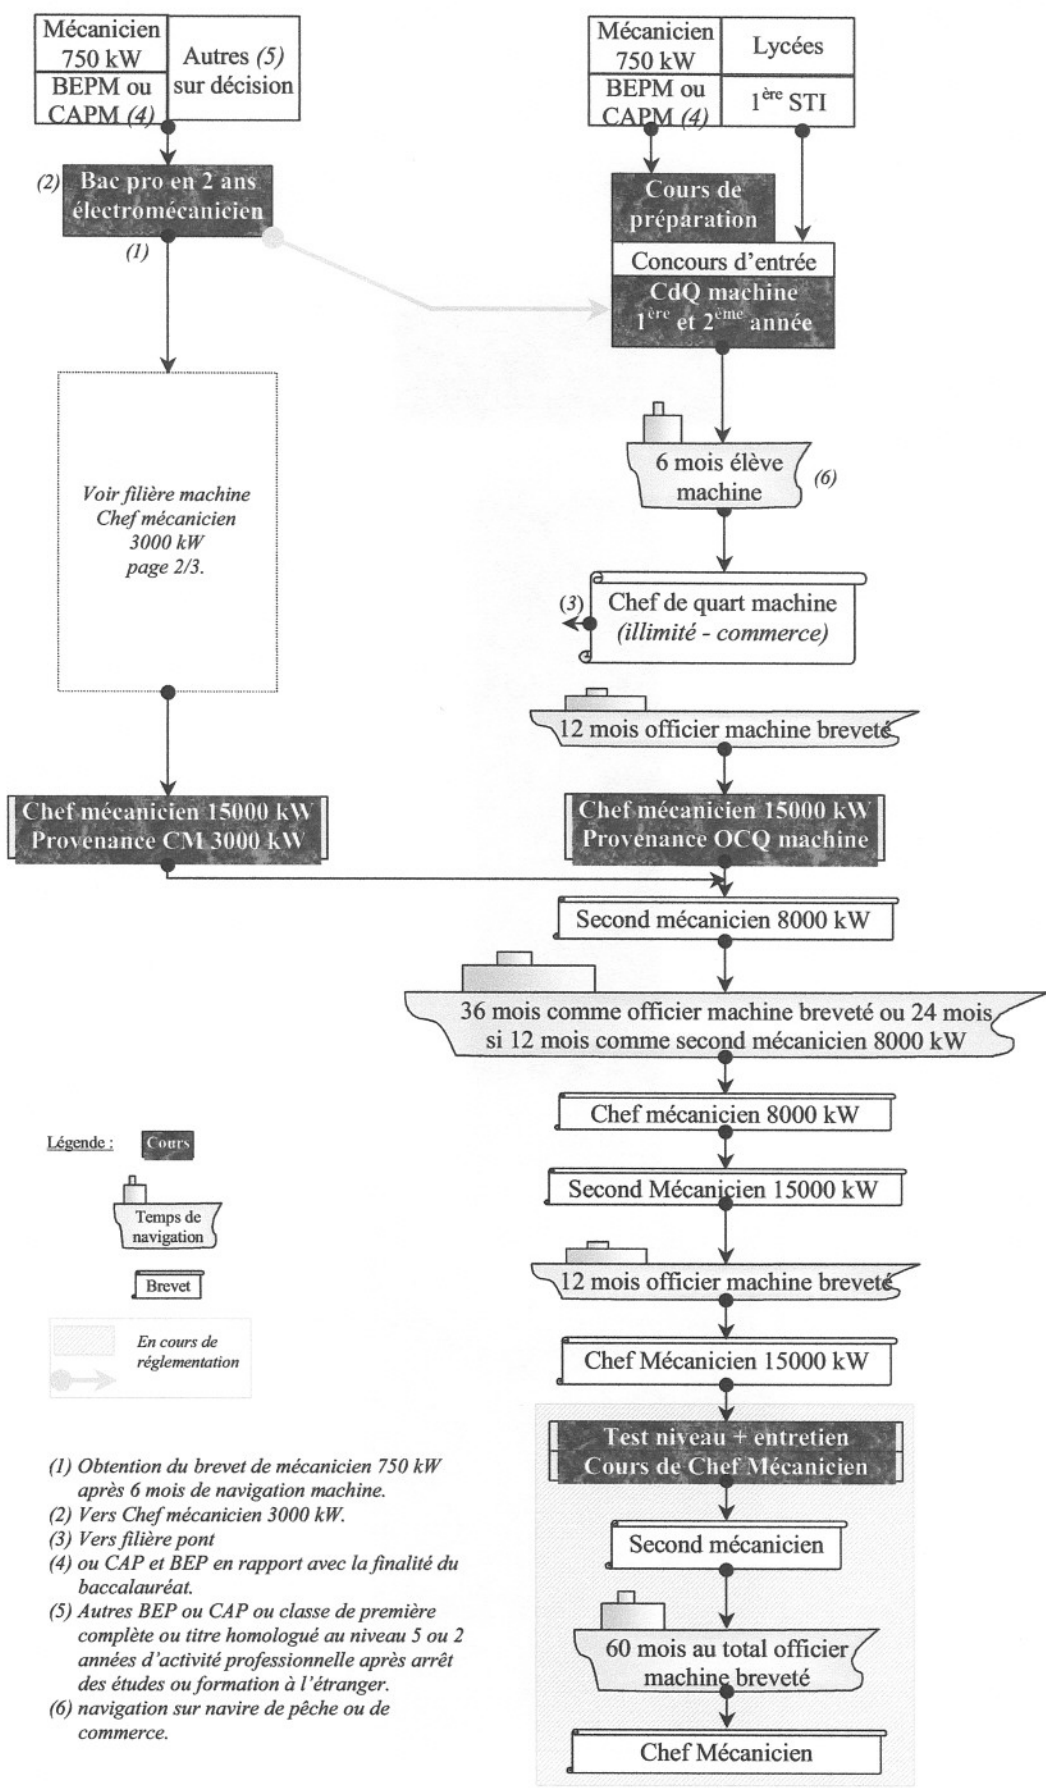 Mécanicien
750 kW
BEPM ou
CAPM (4)
Autres (5)
sur décision
(2)
Bac pro en 2 ans
électromécanicien
(1)
Voir filière machine
Chef mécanicien
3000 kW
page 2/3.
Chef mécanicien 15000 kW
Provenance CM 3000 kW
Mécanicien
750 kW
BEPM ou
CAPM (4)
Lycées
1ère STI
Cours de
préparation
Concours d'entrée
CdQ machine
1ère et 2ème année
6 mois élève
machine
(6)
(3)
Chef de quart machine
(illimité - commerce)
12 mois officier machine breveté
Chef mécanicien 15000 kW
Provenance OCQ machine
Second mécanicien 8000 kW
36 mois comme officier machine breveté ou 24 mois
si 12 mois comme second mécanicien 8000 kW
Chef mécanicien 8000 kW
Second Mécanicien 15000 kW
12 mois officier machine breveté
Chef Mécanicien 15000 kW
Test niveau + entretien
Cours de Chef Mécanicien
Second mécanicien
60 mois au total officier
machine breveté
Chef Mécanicien
Légende :
Cours
Temps de
navigation
Brevet
En cours de
réglementation
(1) Obtention du brevet de mécanicien 750 kW
après 6 mois de navigation machine.
(2) Vers Chef mécanicien 3000 kW.
(3) Vers filière pont
(4) ou CAP et BEP en rapport avec la finalité du
baccalauréat.
(5) Autres BEP ou CAP ou classe de première
complète ou titre homologué au niveau 5 ou 2
années d'activité professionnelle après arrêt
des études ou formation à l'étranger.
(6) navigation sur navire de pêche ou de
commerce.